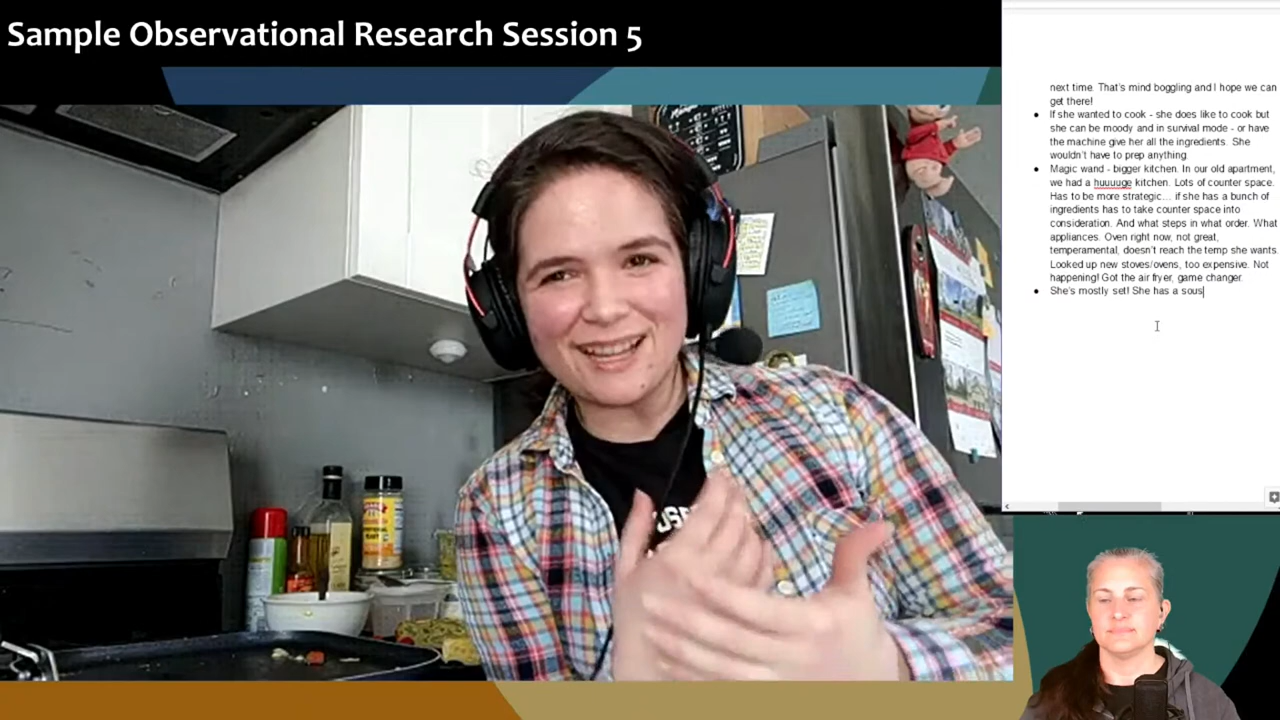 Sample Observational Research Session 5
next time. That's mind boggling and I hope we can
get there!
If she wanted to cook - she does like to cook but
she can be moody and in survival mode - or have
the machine give her all the ingredients. She
wouldn't have to prep anything
Magic wand - bigger kitchen. In our old apartment,
we had a huuuuge kitchen. Lots of counter space.
Has to be more strategic... if she has a bunch of
ingredients has to take counter space into
consideration. And what steps in what order. What
appliances. Oven right now, not great,
temperamental, doesn't reach the temp she wants.
Looked up new stoves/ovens, too expensive. Not
happening! Got the air flyer, game changer.
She's mostly set! She has a sous